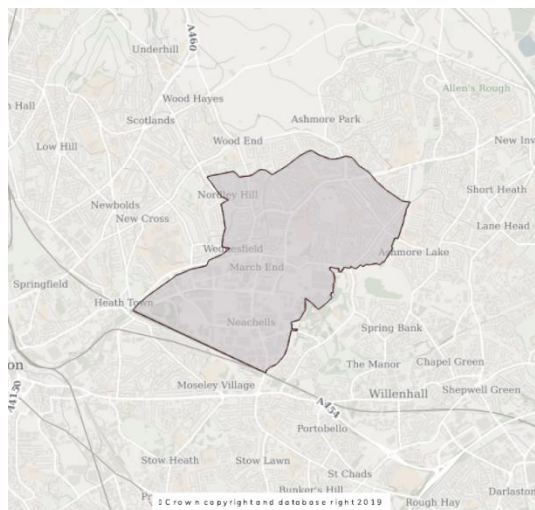 Underhill
A460
Allen's Rough
n Hall
Wood Hayes
Scotlands
Ashmore Park
Low Hill
Wood End
New Inv
Nordley Hill
Short Heath
Newbolds
New Cross
Lane Head
Wednesfield
Ashmore Lake
March End
Springfield
Heath Town
Neachells
Spring Bank
on
The Manor
Chapel Green
Moseley Village
Willenhall
Shepwell Green
A4150
A454
Portobello
Stow Heath
Stow Lawn
St Chads
Darlaston
Bunker's Hill
Rough Hay
Crown copyright and database right 2019